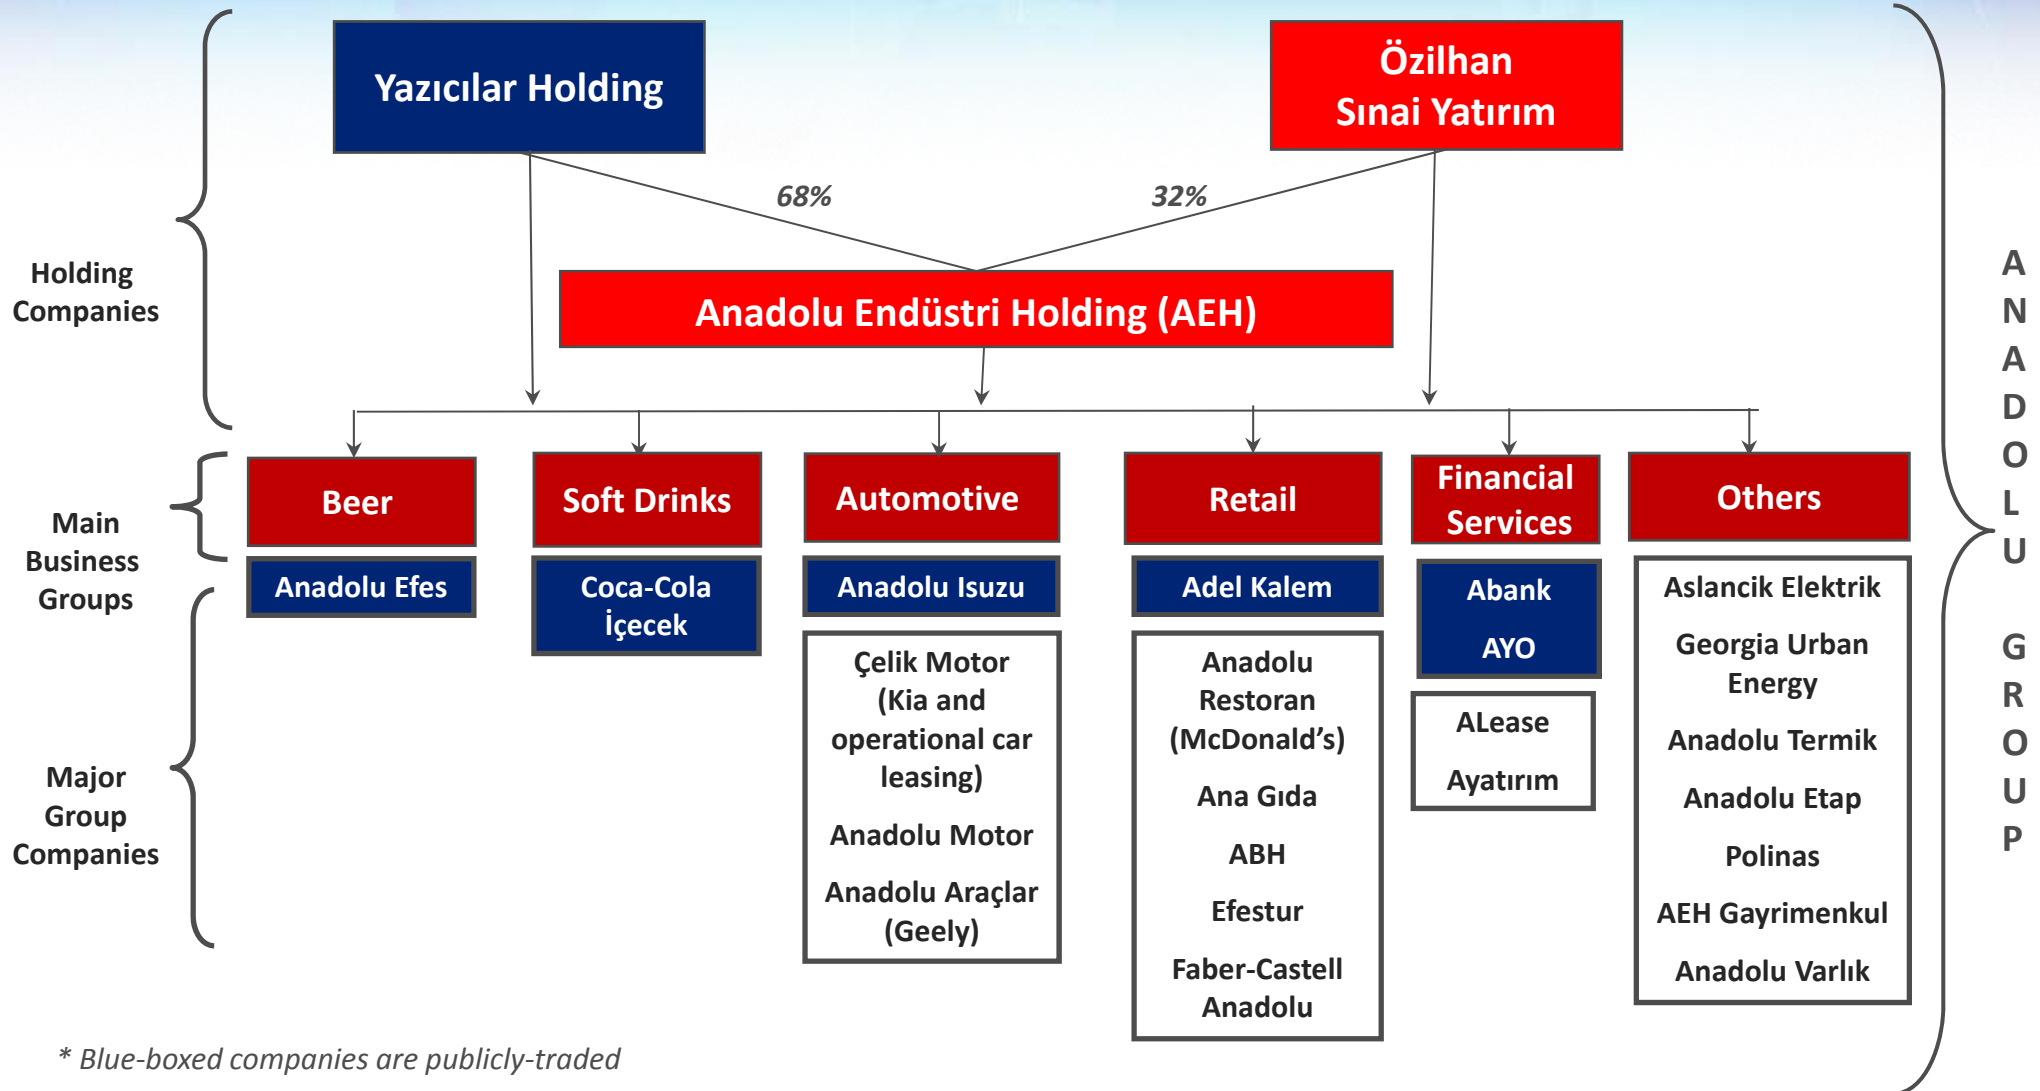 Yazıcılar Holding
Özilhan
Sınai Yatırım
68%
32%
Holding
Companies
Anadolu Endüstri Holding (AEH)
Main
Business
Groups
Beer
Soft Drinks
Automotive
Retail
Financial
Services
Others
Major
Group
Companies
Anadolu Efes
Coca-Cola
İçecek
Anadolu Isuzu
Çelik Motor
(Kia and
operational car
leasing)
Anadolu Motor
Anadolu Araçlar
(Geely)
Adel Kalem
Anadolu
Restoran
(McDonald’s)
Ana Gıda
ABH
Efestur
Faber-Castell
Anadolu
Abank
AYO
ALease
Ayatırım
Aslancik Elektrik
Georgia Urban
Energy
Anadolu Termik
Anadolu Etap
Polinas
AEH Gayrimenkul
Anadolu Varlık
ANADOLU GROUP
* Blue-boxed companies are publicly-traded